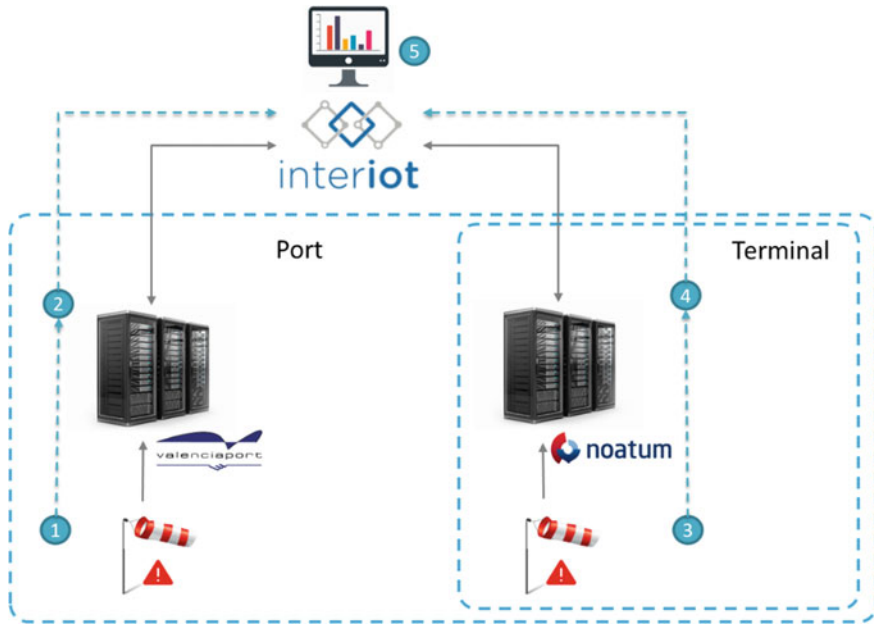 5
interiot
Port
Terminal
2
4
valenciaport
noatum
1
3